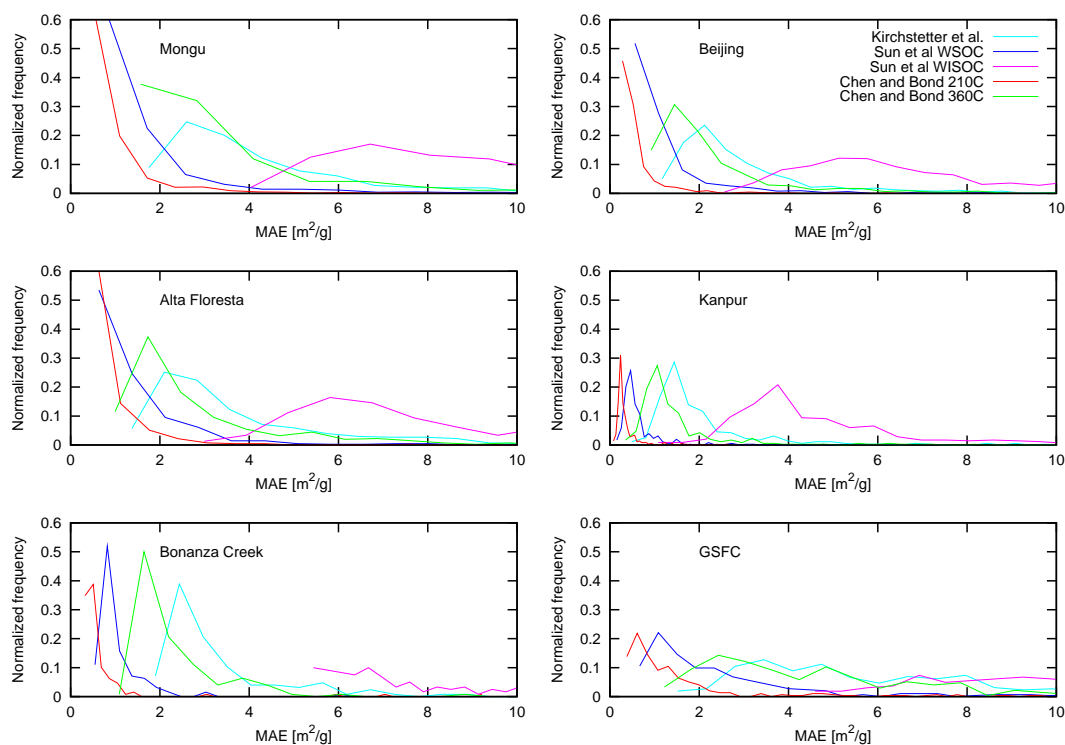 0.6
0.5
0.4
0.3
0.2
0.1
0
Normalized frequency
Mongu
0 2 4 6 8 10
MAE [m²/g]
0.6
0.5
0.4
0.3
0.2
0.1
0
Normalized frequency
Beijing
Kirchstetter et al.
Sun et al WSOC
Sun et al WISOC
Chen and Bond 210C
Chen and Bond 360C
0 2 4 6 8 10
MAE [m²/g]
0.6
0.5
0.4
0.3
0.2
0.1
0
Normalized frequency
Alta Floresta
0 2 4 6 8 10
MAE [m²/g]
0.6
0.5
0.4
0.3
0.2
0.1
0
Normalized frequency
Kanpur
0 2 4 6 8 10
MAE [m²/g]
0.6
0.5
0.4
0.3
0.2
0.1
0
Normalized frequency
Bonanza Creek
0 2 4 6 8 10
MAE [m²/g]
0.6
0.5
0.4
0.3
0.2
0.1
0
Normalized frequency
GSFC
0 2 4 6 8 10
MAE [m²/g]